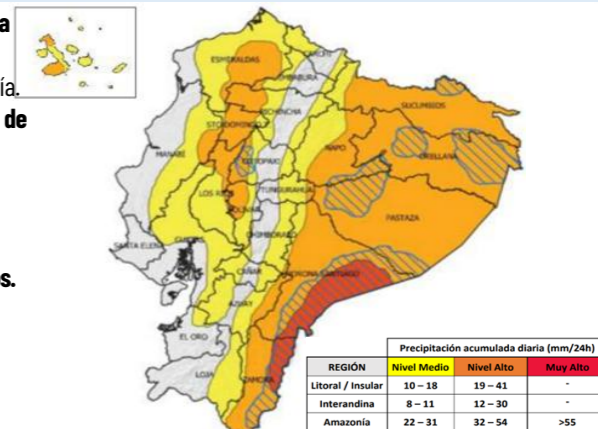 a
ía.
de
s.
ESMERALDAS
CARCHI
IMBABURA
SUCUMBIOS
PICHINCHA
STO DOMINGO
MANABI
COTOPAXI
NAPO
ORELLANA
LOS RIOS
TUNGURAHUA
BOLIVAR
PASTAZA
CHIMBORAZO
SANTA ELENA
GUAYAS
CAÑAR
MORONA SANTIAGO
AZUAY
EL ORO
LOJA
ZAMORA
Precipitación acumulada diaria (mm/24h)
REGIÓN Nivel Medio Nivel Alto Muy Alto
Litoral / Insular 10 – 18 19 – 41 -
Interandina 8 – 11 12 – 30 -
Amazonía 22 – 31 32 – 54 >55